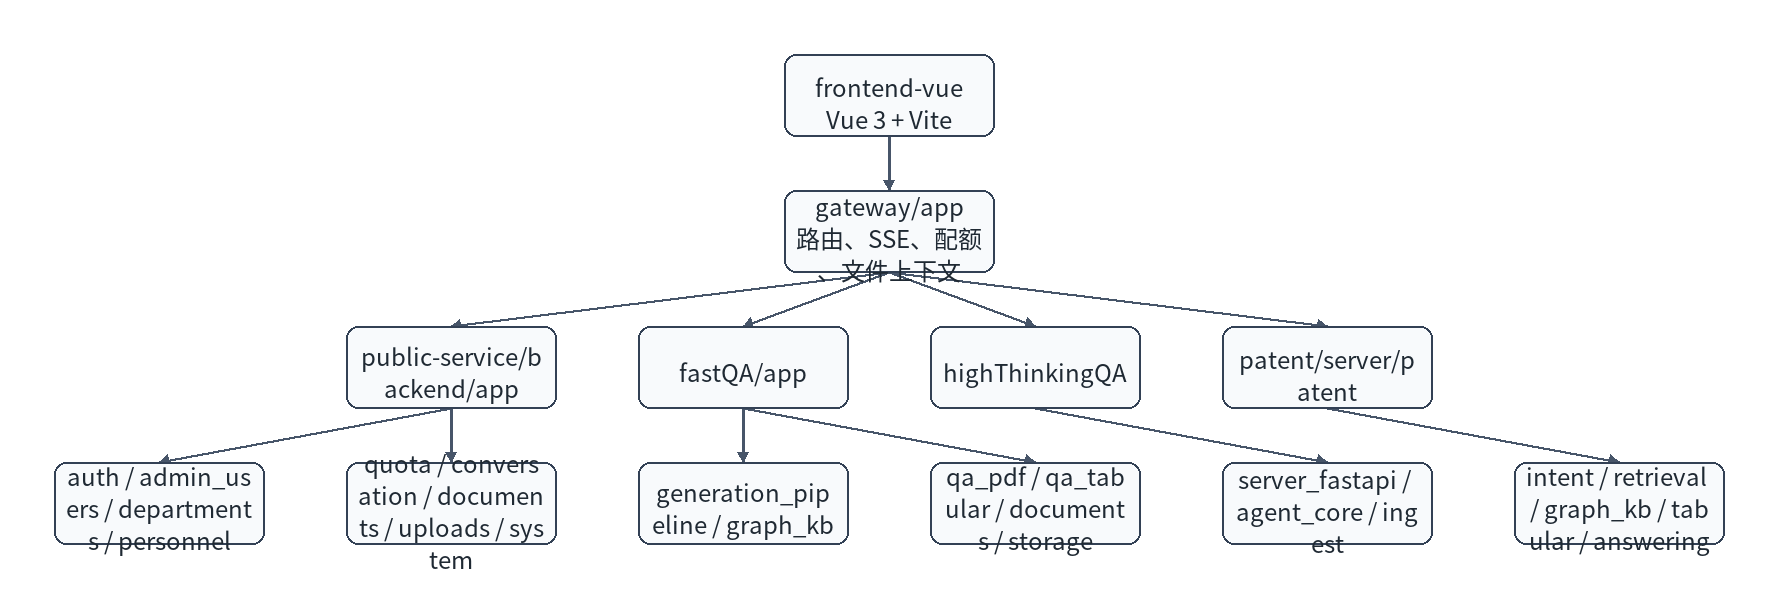 frontend-vue
Vue 3 + Vite
gateway/app
路由、SSE、配额
、文件上下文
public-service/b
ackend/app
fastQA/app
highThinkingQA
patent/server/p
atent
auth / admin_us
ers / department
s / personnel
quota / convers
ation / documen
ts / uploads / sys
tem
generation_pip
eline / graph_kb
qa_pdf / qa_tab
ular / document
s / storage
server_fastapi /
agent_core / ing
est
intent / retrieval
/ graph_kb / tab
ular / answering